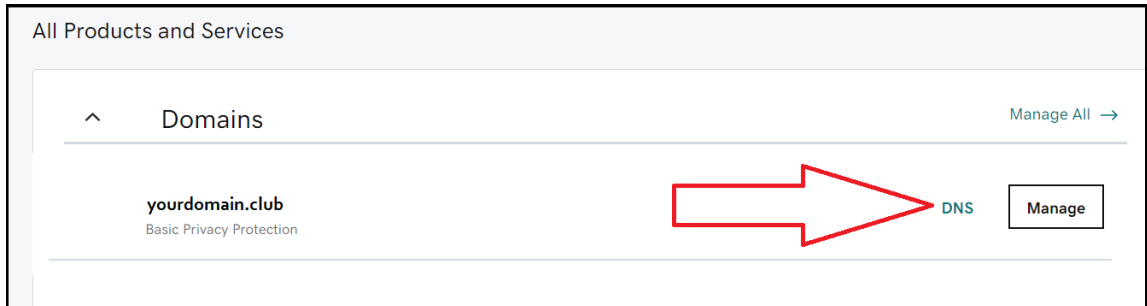 All Products and Services
Domains
Manage All →
yourdomain.club
DNS
Manage
Basic Privacy Protection